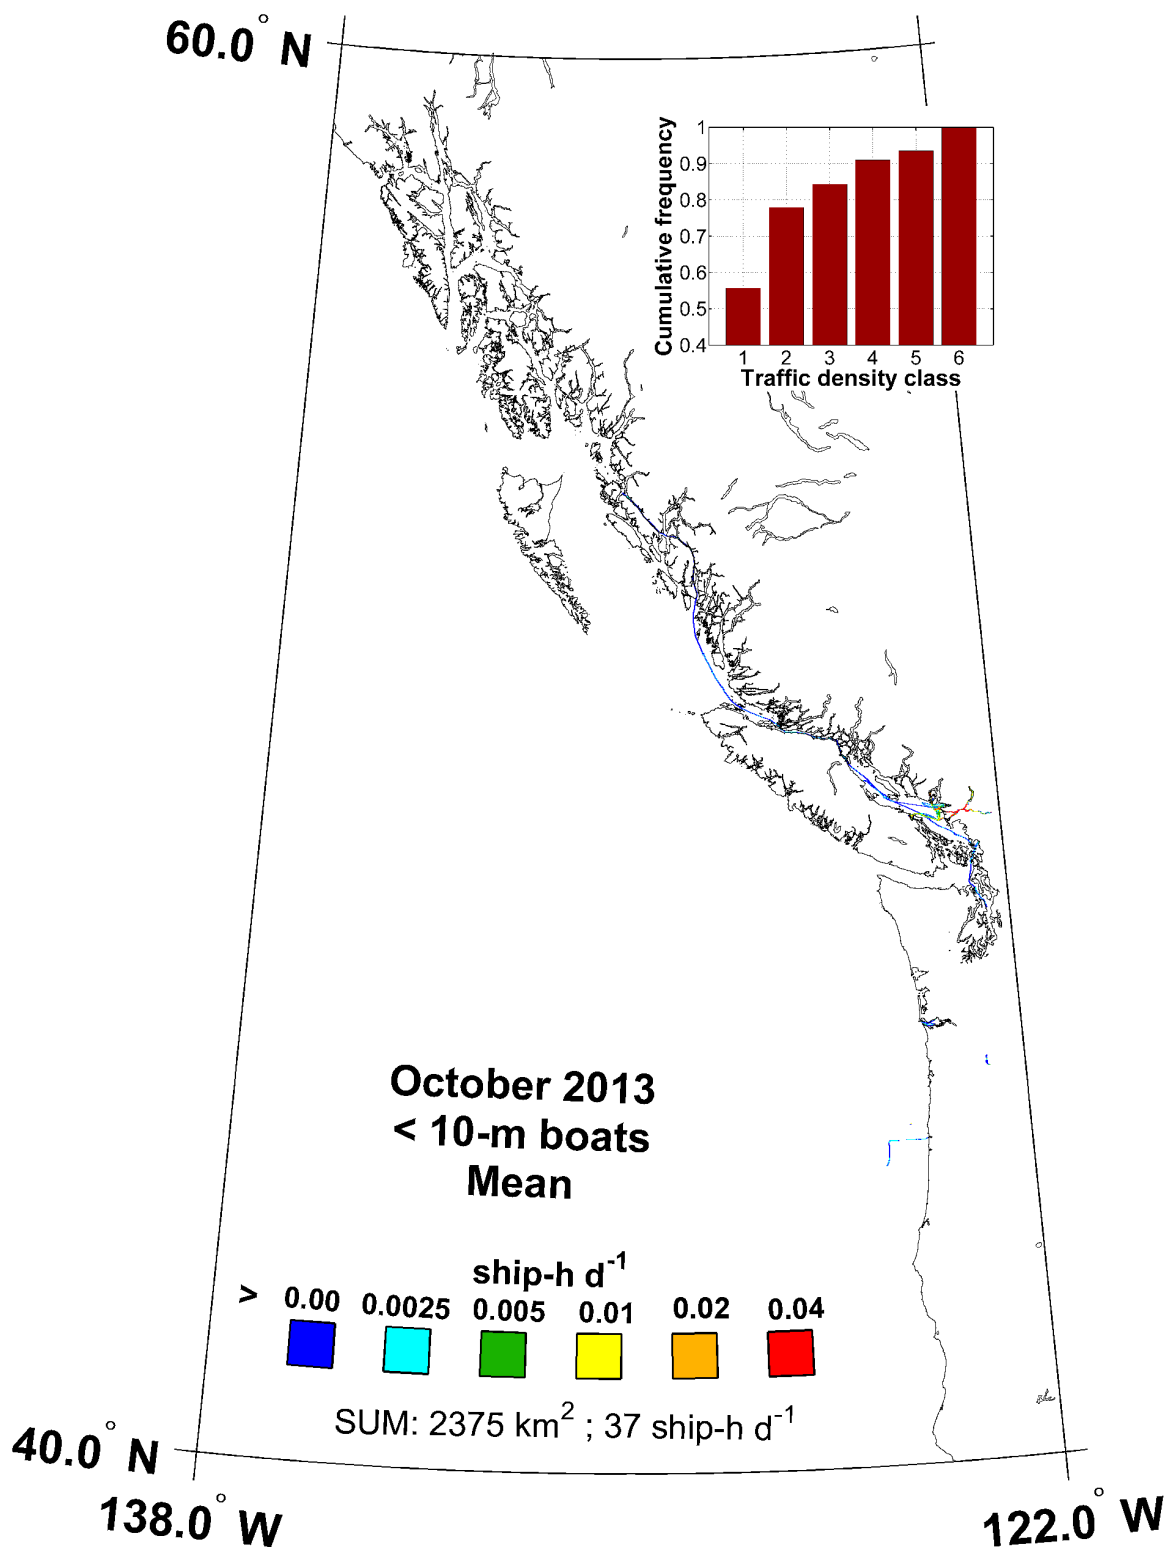 60.0° N
Cumulative frequency
1
0.9
0.8
0.7
0.6
0.5
0.4
1 2 3 4 5 6
Traffic density class
October 2013
< 10-m boats
Mean
ship-h d⁻¹
> 0.00 0.0025 0.005 0.01 0.02 0.04
SUM: 2375 km² ; 37 ship-h d⁻¹
40.0° N
138.0° W
122.0° W